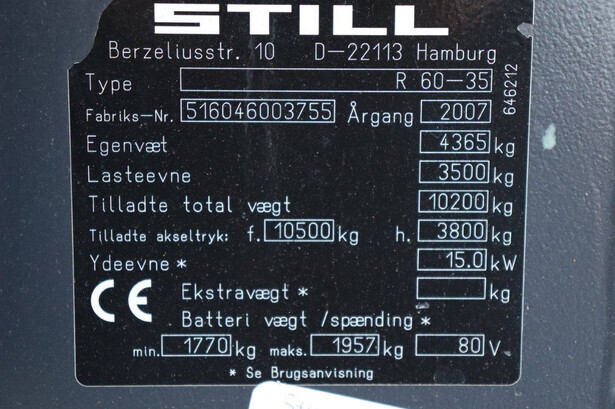 STILL
Berzeliusstr. 10 D-22113 Hamburg
Type R 60-35
646212
Fabriks-Nr. 516046003755 Årgang 2007
Egenvæt 4365 kg
Lasteevne 3500 kg
Tilladte total vægt 10200 kg
Tilladte akseltryk: f. 10500 kg h. 3800 kg
Ydeevne * 15.0 kW
CE Ekstravægt * kg
Batteri vægt /spænding *
min. 1770 kg maks. 1957 kg 80 V
* Se Brugsanvisning